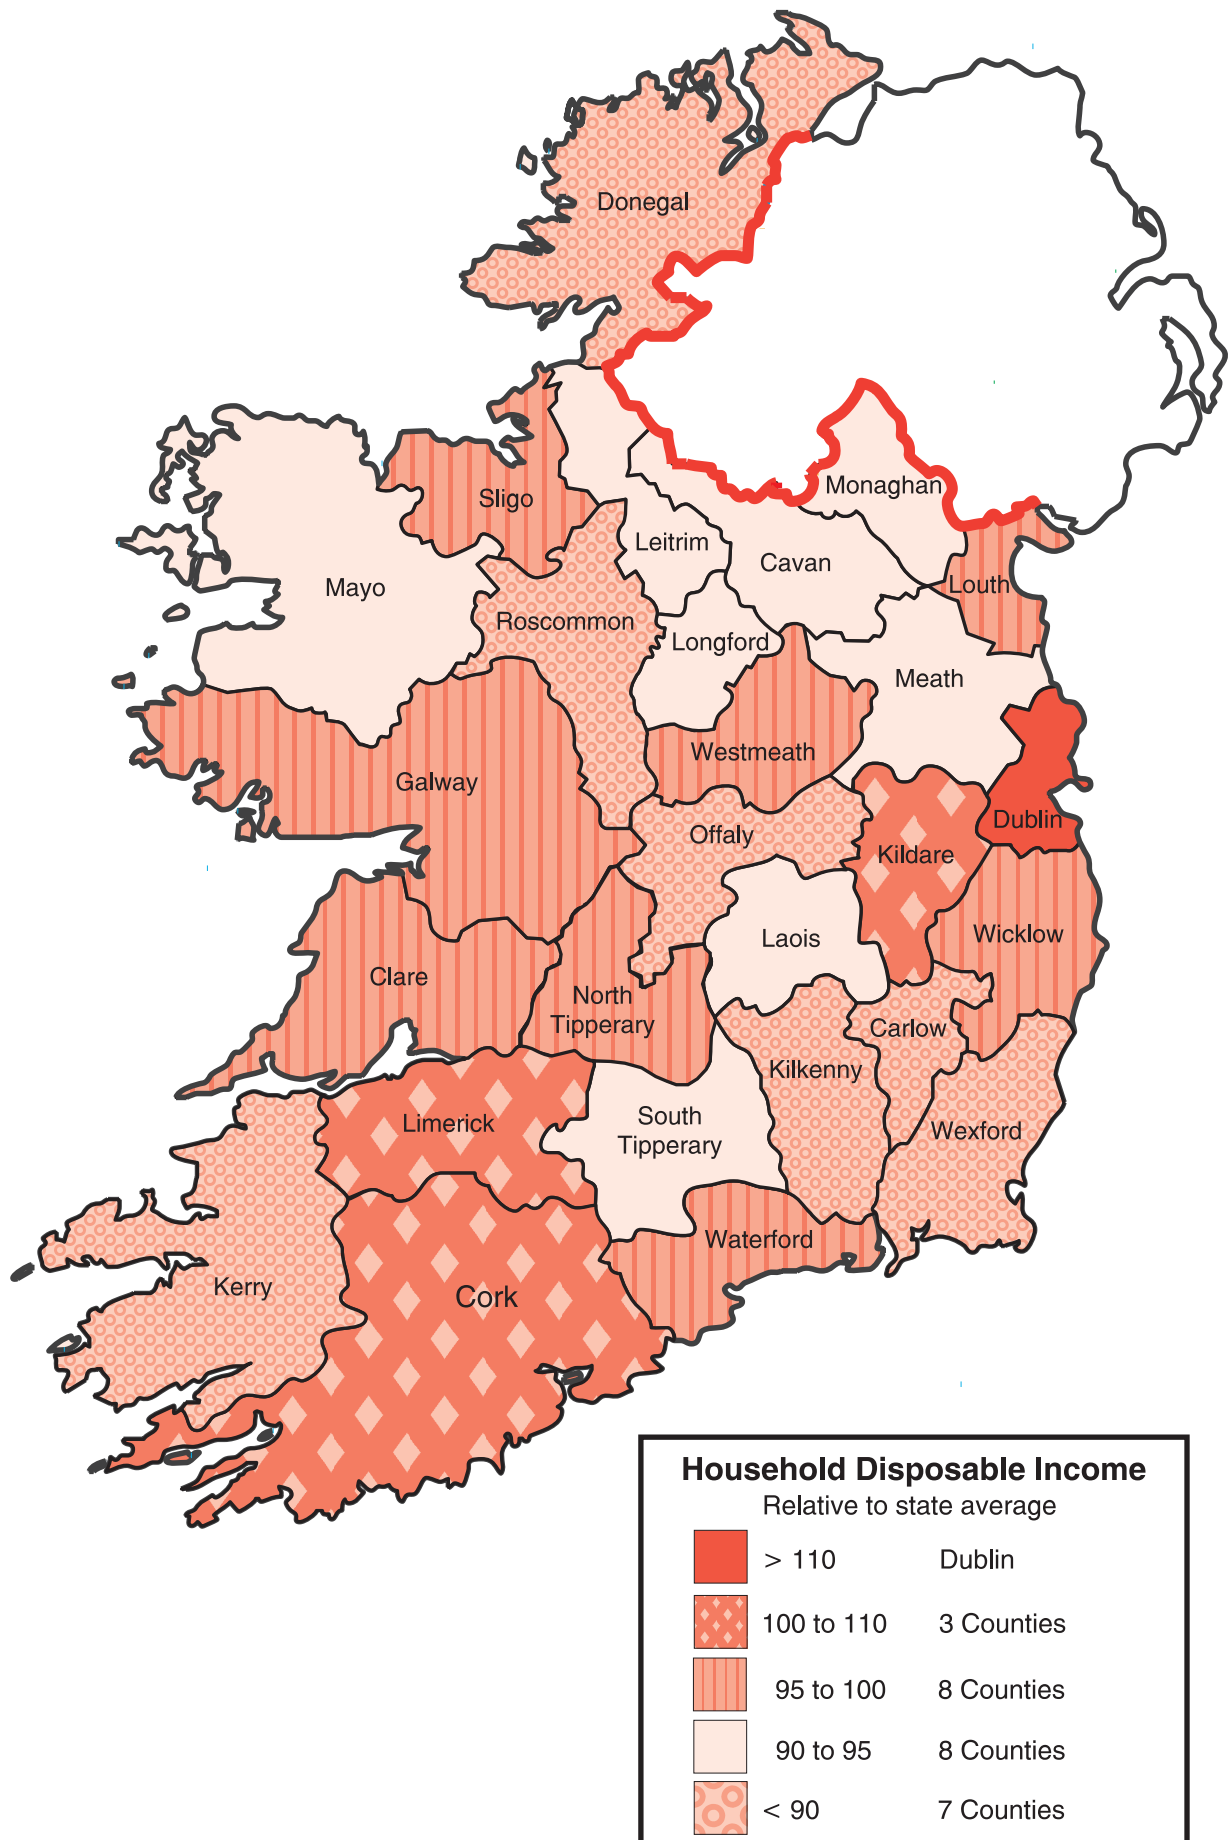 Donegal
Monaghan
Sligo
Leitrim
Cavan
Louth
Mayo
Roscommon
Longford
Meath
Westmeath
Galway
Dublin
Offaly
Kildare
Laois
Wicklow
Clare
North
Tipperary
Carlow
Kilkenny
Limerick
South
Tipperary
Wexford
Waterford
Kerry
Cork
Household Disposable Income
Relative to state average
> 110 Dublin
100 to 110 3 Counties
95 to 100 8 Counties
90 to 95 8 Counties
< 90 7 Counties